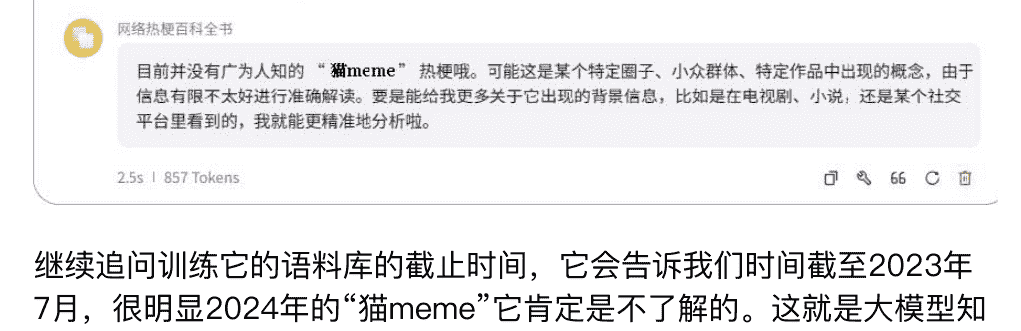 网络热梗百科全书
目前并没有广为人知的 “ 猫meme” 热梗哦。可能这是某个特定圈子、小众群体、特定作品中出现的概念，由于
信息有限不太好进行准确解读。要是能给我更多关于它出现的背景信息，比如是在电视剧、小说，还是某个社交
平台里看到的，我就能更精准地分析啦。
2.5s | 857 Tokens
继续追问训练它的语料库的截止时间，它会告诉我们时间截至2023年
7月，很明显2024年的“猫meme”它肯定是不了解的。这就是大模型知